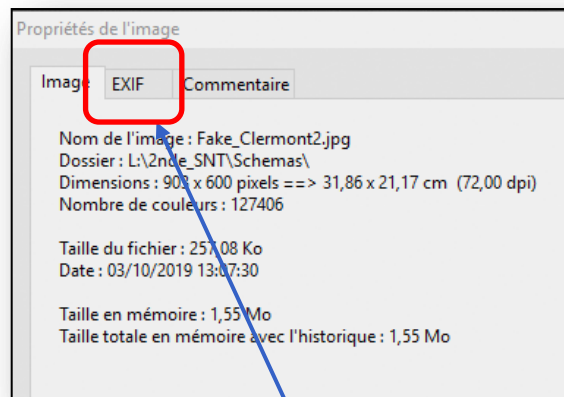 Propriétés de l'image
Image EXIF Commentaire
Nom de l'image : Fake_Clermont2.jpg
Dossier : L:\2nde_SNT\Schemas\
Dimensions : 903 x 600 pixels ==> 31,86 x 21,17 cm (72,00 dpi)
Nombre de couleurs : 127406
Taille du fichier : 257,08 Ko
Date : 03/10/2019 13:07:30
Taille en mémoire : 1,55 Mo
Taille totale en mémoire avec l'historique : 1,55 Mo